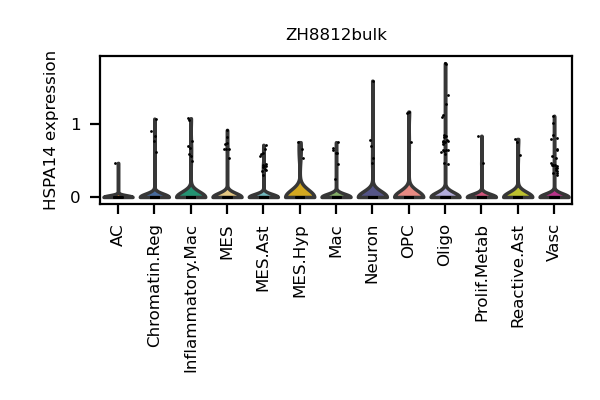 ZH8812bulk
HSPA14 expression
1
0
AC
Chromatin.Reg
Inflammatory.Mac
MES
MES.Ast
MES.Hyp
Mac
Neuron
OPC
Oligo
Prolif.Metab
Reactive.Ast
Vasc